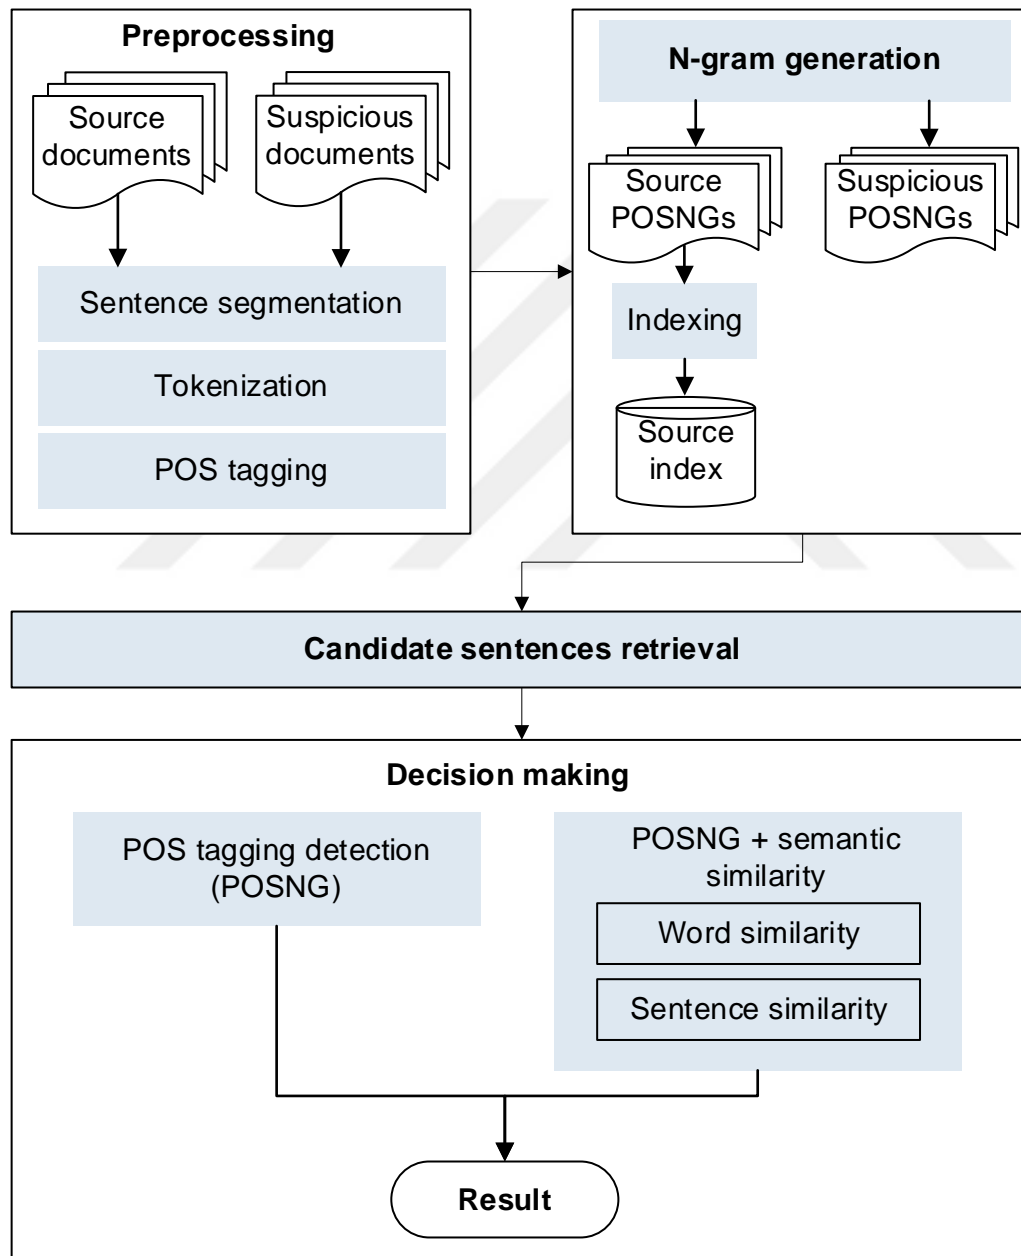 Preprocessing
Source
documents
Suspicious
documents
Sentence segmentation
Tokenization
POS tagging
N-gram generation
Source
POSNGs
Suspicious
POSNGs
Indexing
Source
index
Candidate sentences retrieval
Decision making
POS tagging detection
(POSNG)
POSNG + semantic
similarity
Word similarity
Sentence similarity
Result